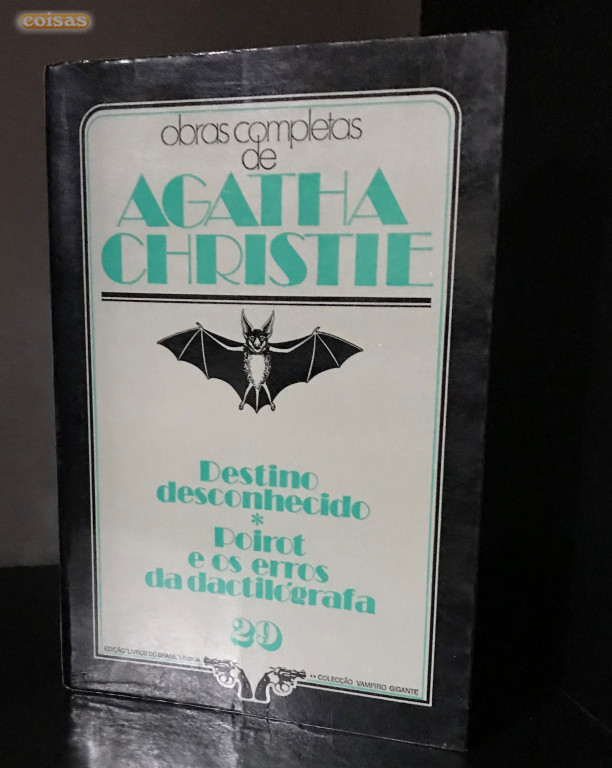 coisas
obras completas
de
AGATHA
CHRISTIE
Destino
desconhecido
*
Poirot
e os erros
da dactilógrafa
29
EDIÇÃO "LIVROS DO BRASIL" LISBOA
** COLECÇÃO VAMPIRO GIGANTE